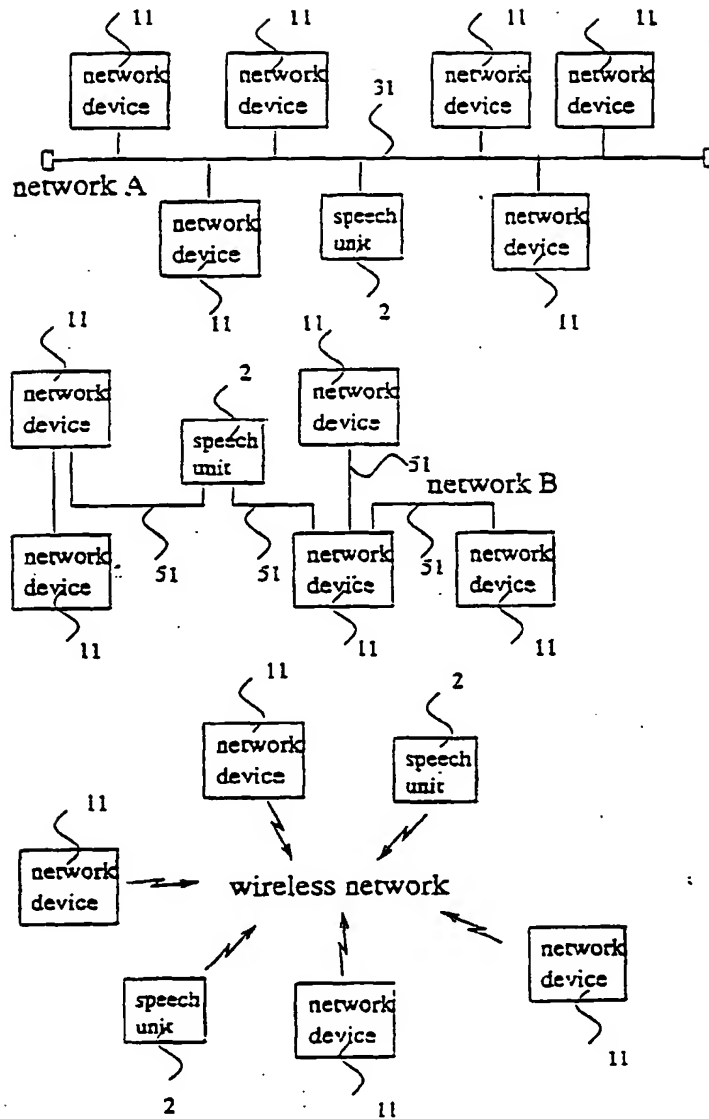 11 11 11 11
network device
network device
network device
network device
31
network A
network device
speech unit
network device
11 2 11
11 2 11
network device
speech unit
network device
51
network B
network device
51
51
network device
51
network device
11 11 11
11 2
network device
speech unit
11
network device
wireless network
speech unit
network device
network device
2 11 11